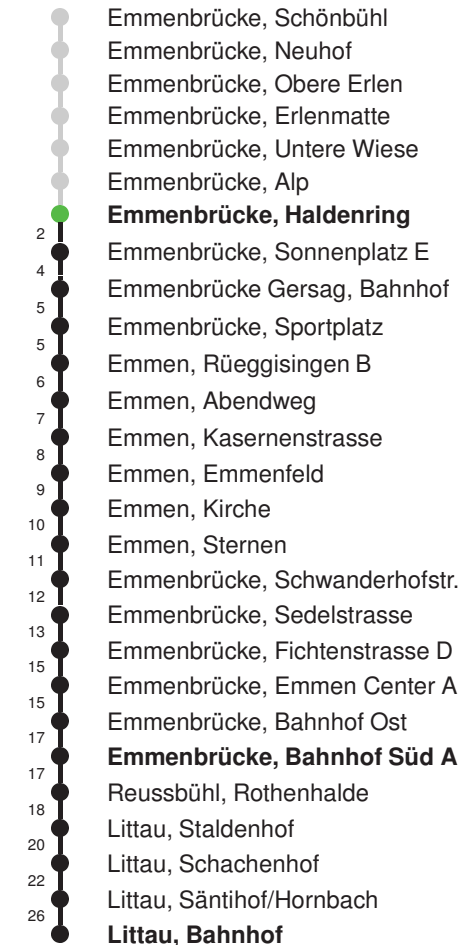 Emmenbrücke, Schönbühl
Emmenbrücke, Neuhof
Emmenbrücke, Obere Erlen
Emmenbrücke, Erlenmatte
Emmenbrücke, Untere Wiese
Emmenbrücke, Alp
Emmenbrücke, Haldenring
2
Emmenbrücke, Sonnenplatz E
4
Emmenbrücke Gersag, Bahnhof
5
Emmenbrücke, Sportplatz
5
Emmen, Rüeggisingen B
6
Emmen, Abendweg
7
Emmen, Kasernenstrasse
8
Emmen, Emmenfeld
9
Emmen, Kirche
10
Emmen, Sternen
11
Emmenbrücke, Schwanderhofstr.
12
Emmenbrücke, Sedelstrasse
13
Emmenbrücke, Fichtenstrasse D
15
Emmenbrücke, Emmen Center A
15
Emmenbrücke, Bahnhof Ost
17
Emmenbrücke, Bahnhof Süd A
17
Reussbühl, Rothenhalde
18
Littau, Staldenhof
20
Littau, Schachenhof
22
Littau, Säntihof/Hornbach
26
Littau, Bahnhof